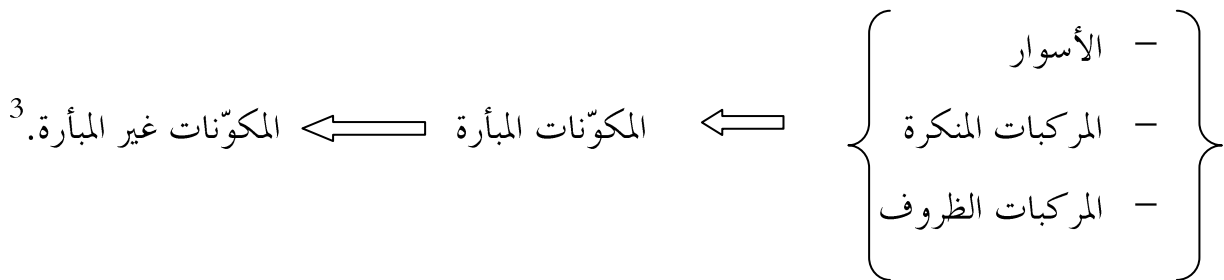 – الأسوار
– المركبات المنكرة
– المركبات الظروف
المكوّنات المبأرة
المكوّنات غير المبأرة.3